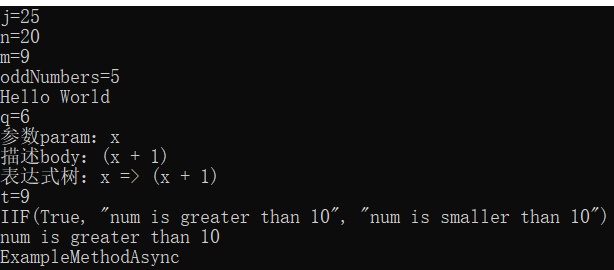 j=25
n=20
m=9
oddNumbers=5
Hello World
q=6
参数param：x
描述body：(x + 1)
表达式树：x => (x + 1)
t=9
IIF(True, "num is greater than 10", "num is smaller than 10")
num is greater than 10
ExampleMethodAsync